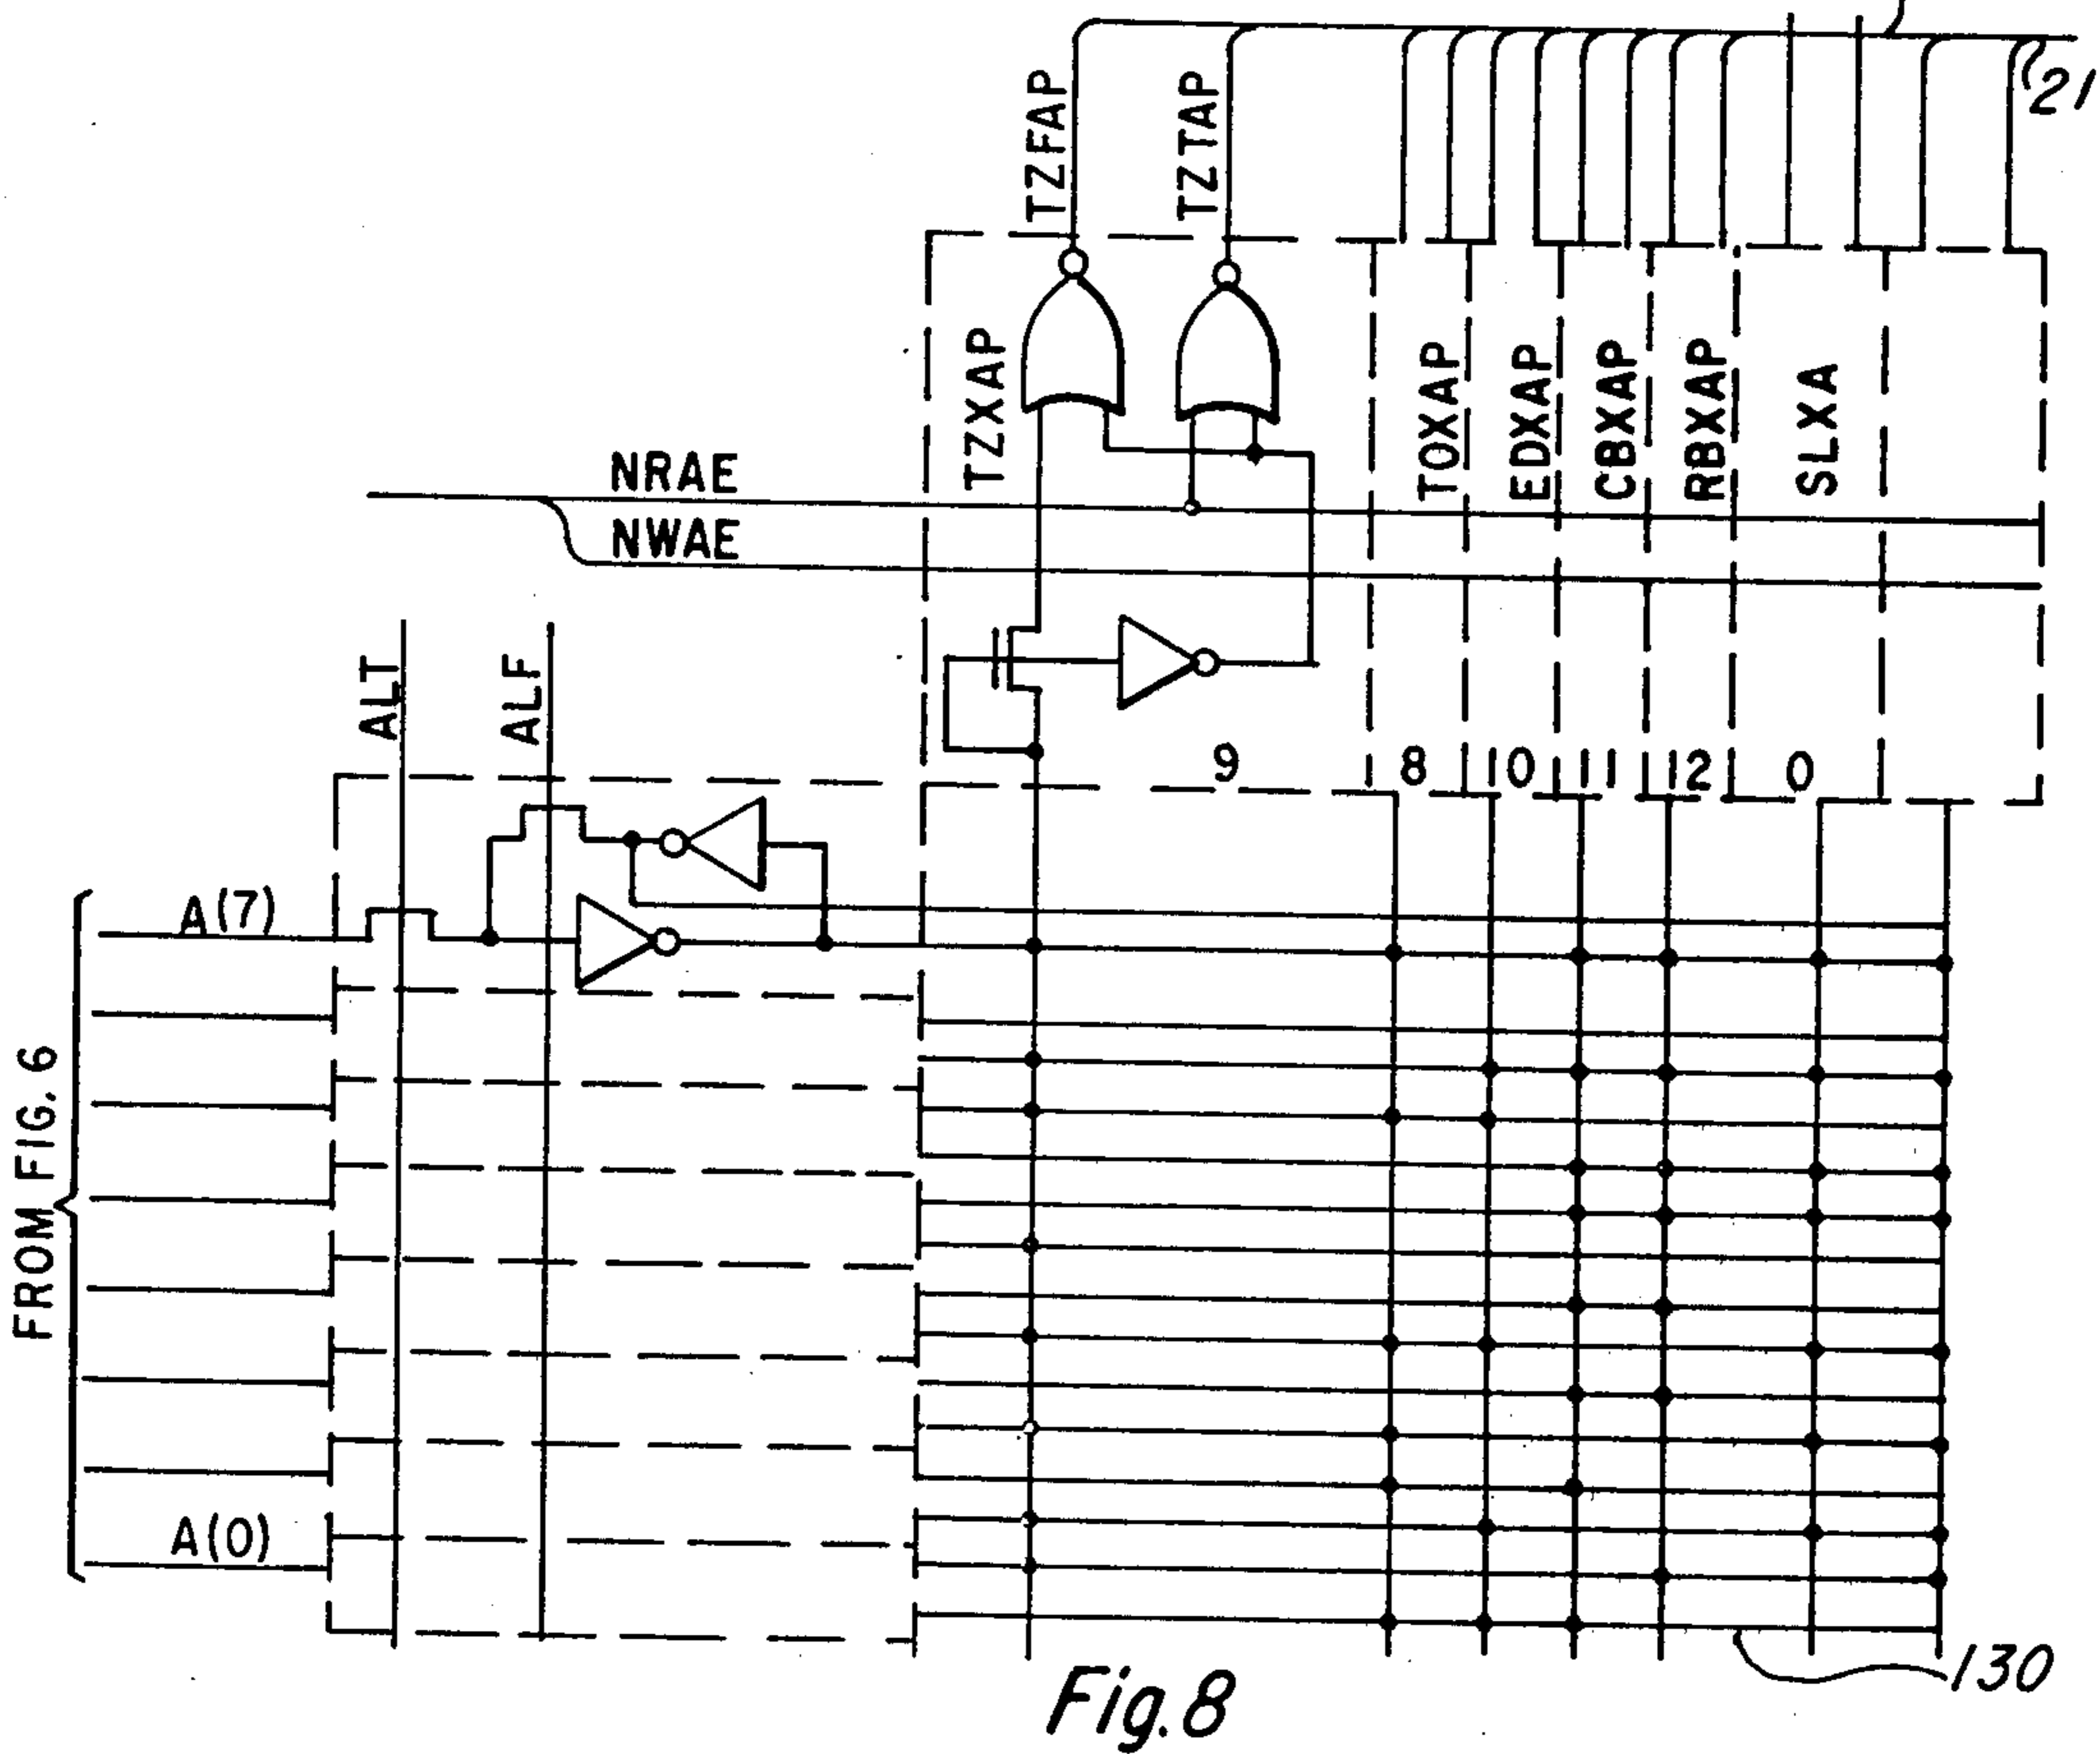 21
TZFAP
TZTAP
TZXAP
TOXAP
EDXAP
CBXAP
RBXAP
SLXA
NRAE
NWAE
ALT
ALF
9
8
10
11
12
0
A(7)
FROM FIG. 6
A(0)
130
Fig.8